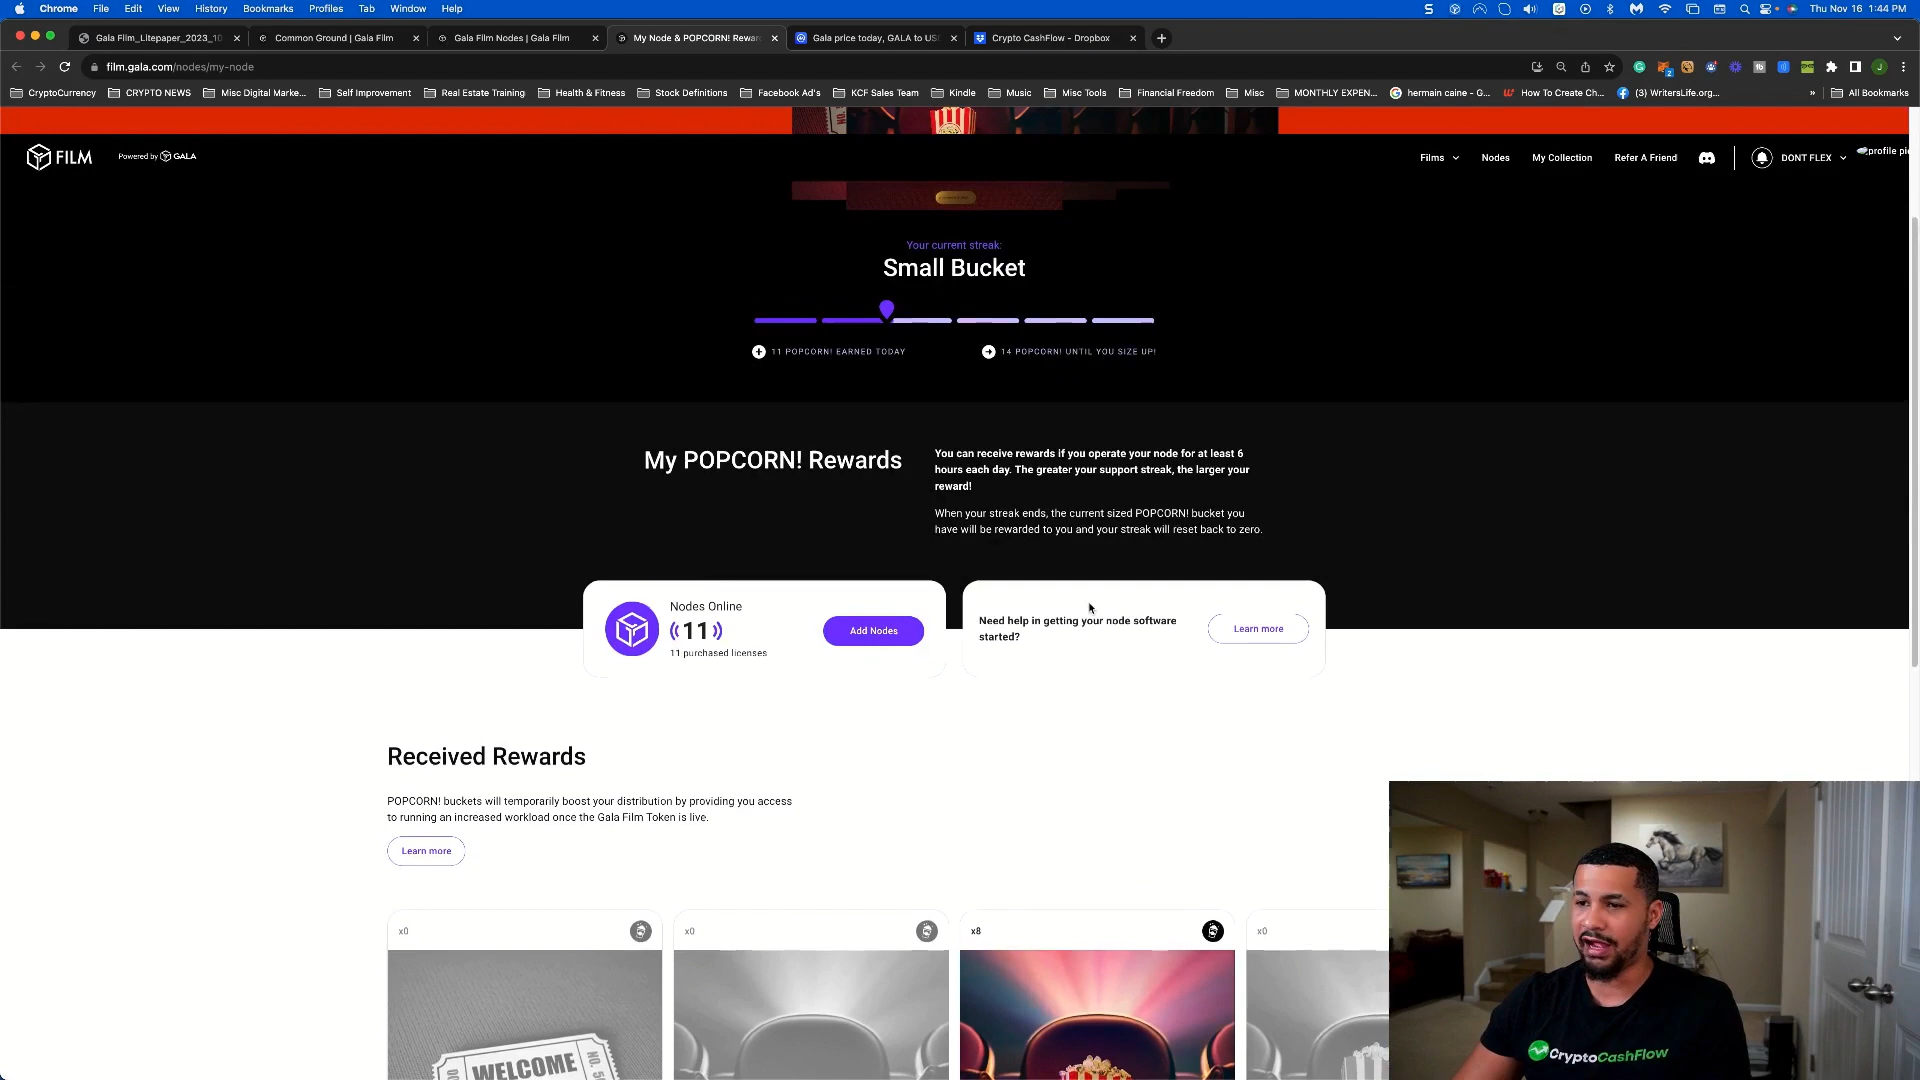 Chrome File Edit View History Bookmarks Profiles Tab Window Help Thu Nov 16 1:44 PM
Gala Film_Litepaper_2023_10 Common Ground | Gala Film Gala Film Nodes | Gala Film My Node & POPCORN! Rewar Gala price today, GALA to US Crypto CashFlow - Dropbox
film.gala.com/nodes/my-node
CryptoCurrency CRYPTO NEWS Misc Digital Marke... Self Improvement Real Estate Training Health & Fitness Stock Definitions Facebook Ad's KCF Sales Team Kindle Music Misc Tools Financial Freedom Misc MONTHLY EXPEN... hermain caine - G... How To Create Ch... (3) WritersLife.org... » All Bookmarks
FILM Powered by GALA Films Nodes My Collection Refer A Friend DONT FLEX profile pi
Your current streak:
Small Bucket
11 POPCORN! EARNED TODAY 14 POPCORN! UNTIL YOU SIZE UP!
My POPCORN! Rewards
You can receive rewards if you operate your node for at least 6
hours each day. The greater your support streak, the larger your
reward!
When your streak ends, the current sized POPCORN! bucket you
have will be rewarded to you and your streak will reset back to zero.
Nodes Online
11
11 purchased licenses
Add Nodes
Need help in getting your node software
started?
Learn more
Received Rewards
POPCORN! buckets will temporarily boost your distribution by providing you access
to running an increased workload once the Gala Film Token is live.
Learn more
x0 x0 x8 x0
WELCOME
CryptoCashFlow